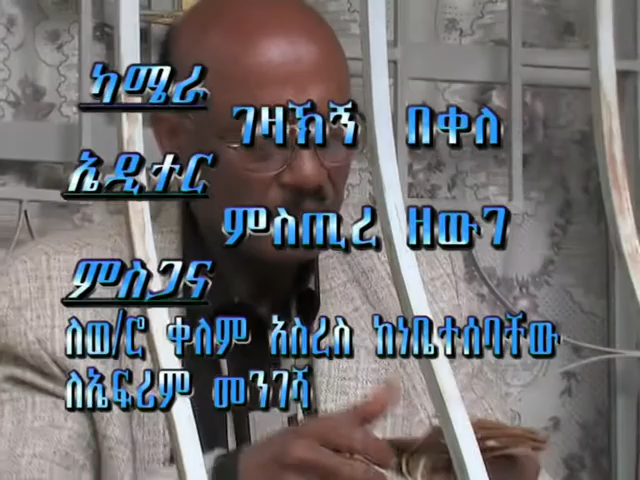 ካሜራ
ገዛኸኝ በቀለ
ኤዲተር
ምስጢረ ዘውገ
ምስጋና
ለወ/ሮ ቀለም አስረስ ከነቤተሰባቸው
ለኤፍሪም መንገሻ